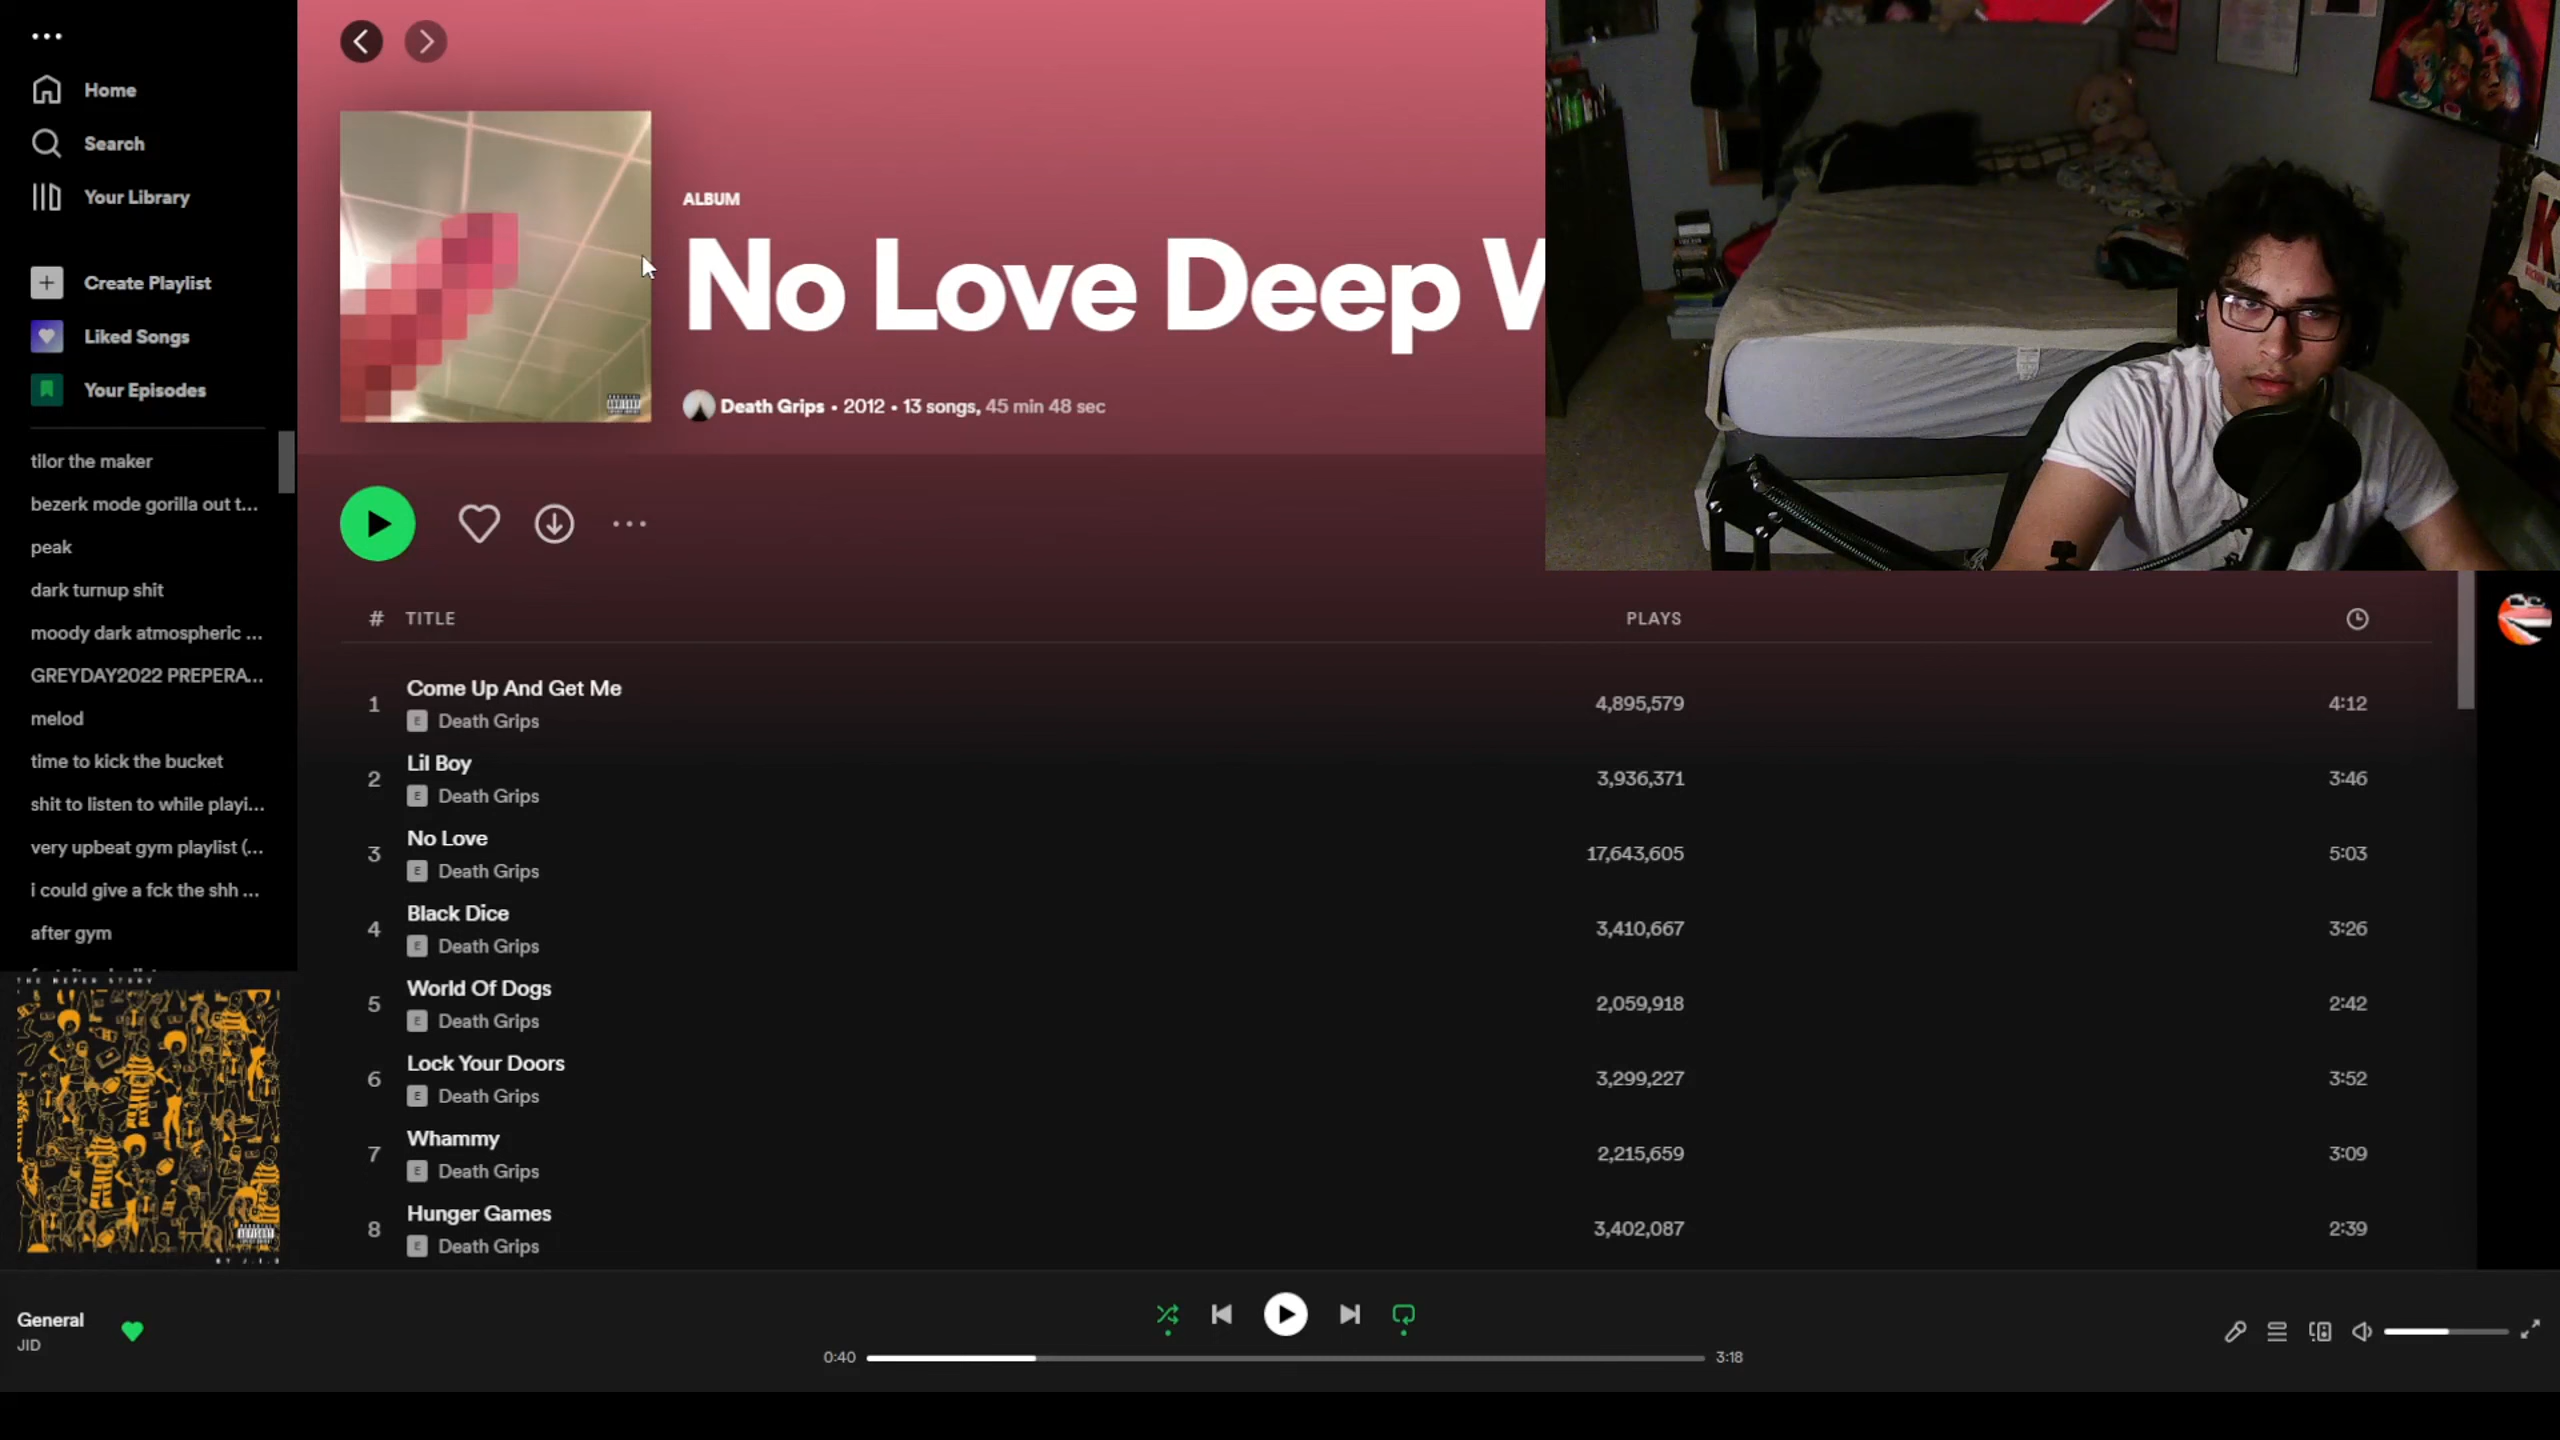 Home
Search
Your Library
Create Playlist
Liked Songs
Your Episodes
tilor the maker
bezerk mode gorilla out t...
peak
dark turnup shit
moody dark atmospheric ...
GREYDAY2022 PREPERA...
melod
time to kick the bucket
shit to listen to while playi...
very upbeat gym playlist (...
i could give a fck the shh ...
after gym
ALBUM
No Love Deep W
Death Grips • 2012 • 13 songs, 45 min 48 sec
# TITLE PLAYS
1 Come Up And Get Me 4,895,579 4:12
E Death Grips
2 Lil Boy 3,936,371 3:46
E Death Grips
3 No Love 17,643,605 5:03
E Death Grips
4 Black Dice 3,410,667 3:26
E Death Grips
5 World Of Dogs 2,059,918 2:42
E Death Grips
6 Lock Your Doors 3,299,227 3:52
E Death Grips
7 Whammy 2,215,659 3:09
E Death Grips
8 Hunger Games 3,402,087 2:39
E Death Grips
General
JID
0:40 3:18